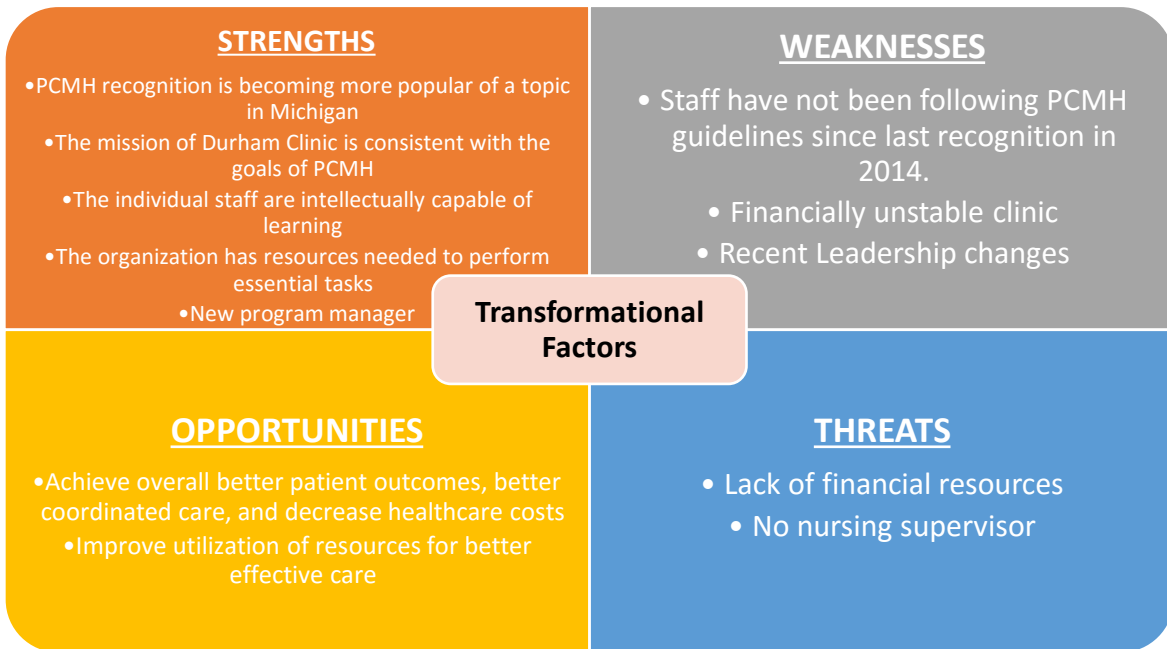 STRENGTHS
•PCMH recognition is becoming more popular of a topic
in Michigan
•The mission of Durham Clinic is consistent with the
goals of PCMH
•The individual staff are intellectually capable of
learning
•The organization has resources needed to perform
essential tasks
•New program manager
WEAKNESSES
• Staff have not been following PCMH
guidelines since last recognition in
2014.
• Financially unstable clinic
• Recent Leadership changes
Transformational
Factors
OPPORTUNITIES
•Achieve overall better patient outcomes, better
coordinated care, and decrease healthcare costs
•Improve utilization of resources for better
effective care
THREATS
• Lack of financial resources
• No nursing supervisor